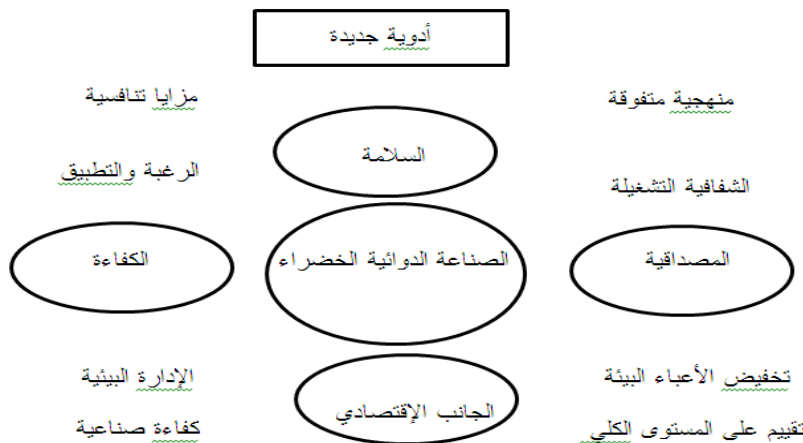 أدوية جديدة
منهجية متفوقة
مزايا تنافسية
السلامة
الرغبة والتطبيق
الشفافية التشغيلة
المصداقية
الصناعة الدوائية الخضراء
الكفاءة
تخفيض الأعباء البيئة
الإدارة البيئية
الجانب الإقتصادي
تقييم على المستوى الكلي
كفاءة صناعية